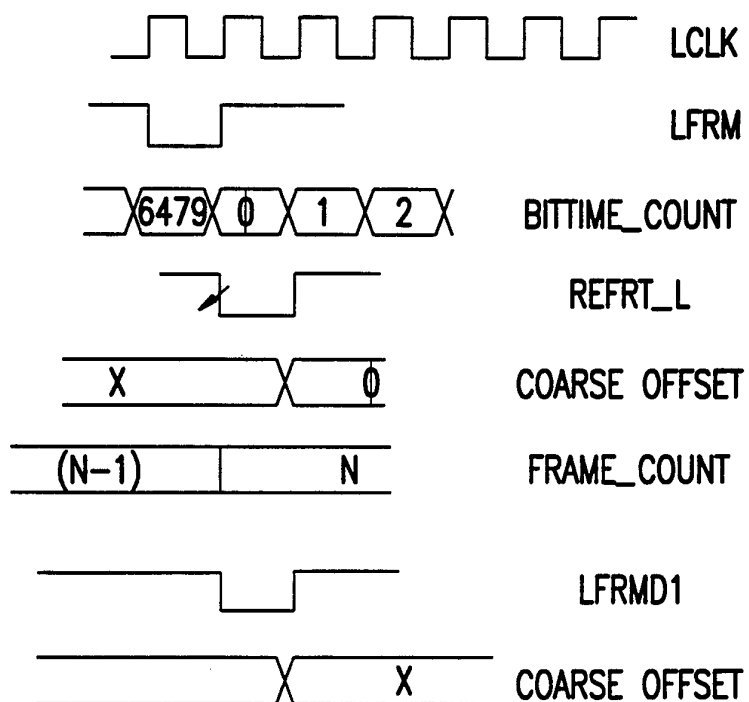 LCLK
LFRM
6479 0 1 2 BITTIME_COUNT
REFRT_L
X 0 COARSE OFFSET
(N-1) N FRAME_COUNT
LFRMD1
X COARSE OFFSET